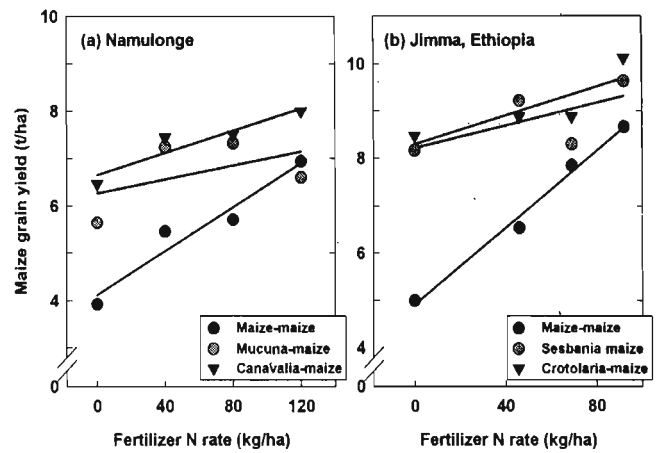 (a) Namulonge
10
8
6
4
0
Maize grain yield (t/ha)
Maize-maize
Mucuna-maize
Canavalia-maize
0 40 80 120
Fertilizer N rate (kg/ha)
(b) Jimma, Ethiopia
10
8
6
4
0
Maize-maize
Sesbania maize
Crotolaria-maize
0 40 80
Fertilizer N rate (kg/ha)